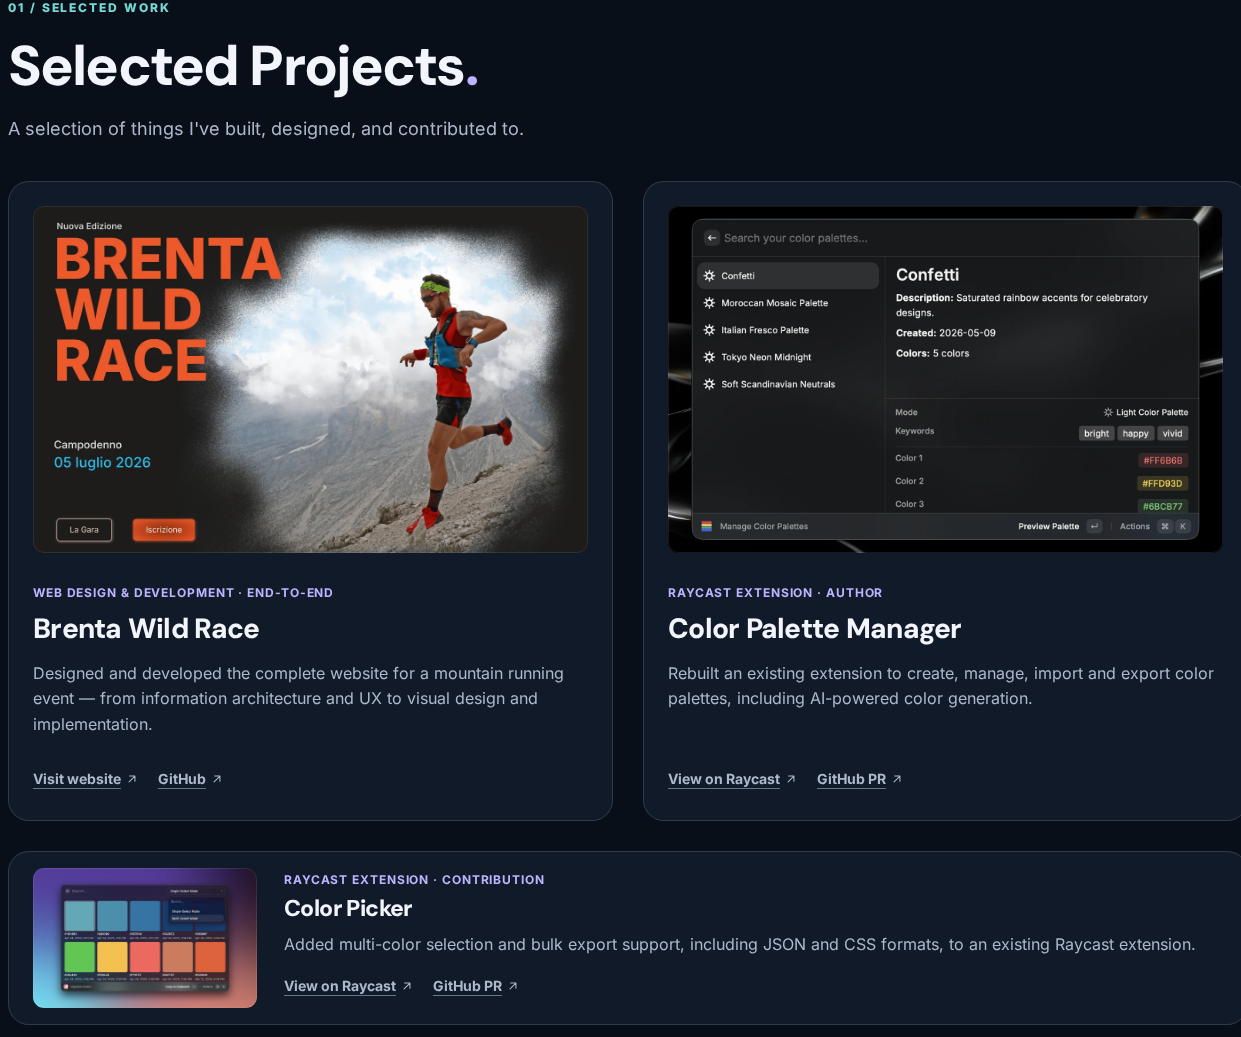 01 / SELECTED WORK
Selected Projects.
A selection of things I've built, designed, and contributed to.
Nuova Edizione
BRENTA
WILD
RACE
Campodenno
05 luglio 2026
La Gara
Iscrizione
WEB DESIGN & DEVELOPMENT · END-TO-END
Brenta Wild Race
Designed and developed the complete website for a mountain running
event — from information architecture and UX to visual design and
implementation.
Visit website ↗ GitHub ↗
Search your color palettes...
Confetti
Moroccan Mosaic Palette
Italian Fresco Palette
Tokyo Neon Midnight
Soft Scandinavian Neutrals
Confetti
Description: Saturated rainbow accents for celebratory
designs.
Created: 2026-05-09
Colors: 5 colors
Mode Light Color Palette
Keywords bright happy vivid
Color 1 #FF6B6B
Color 2 #FFD93D
Color 3 #6BCB77
Manage Color Palettes Preview Palette ↵ Actions ⌘ K
RAYCAST EXTENSION · AUTHOR
Color Palette Manager
Rebuilt an existing extension to create, manage, import and export color
palettes, including AI-powered color generation.
View on Raycast ↗ GitHub PR ↗
RAYCAST EXTENSION · CONTRIBUTION
Color Picker
Added multi-color selection and bulk export support, including JSON and CSS formats, to an existing Raycast extension.
View on Raycast ↗ GitHub PR ↗